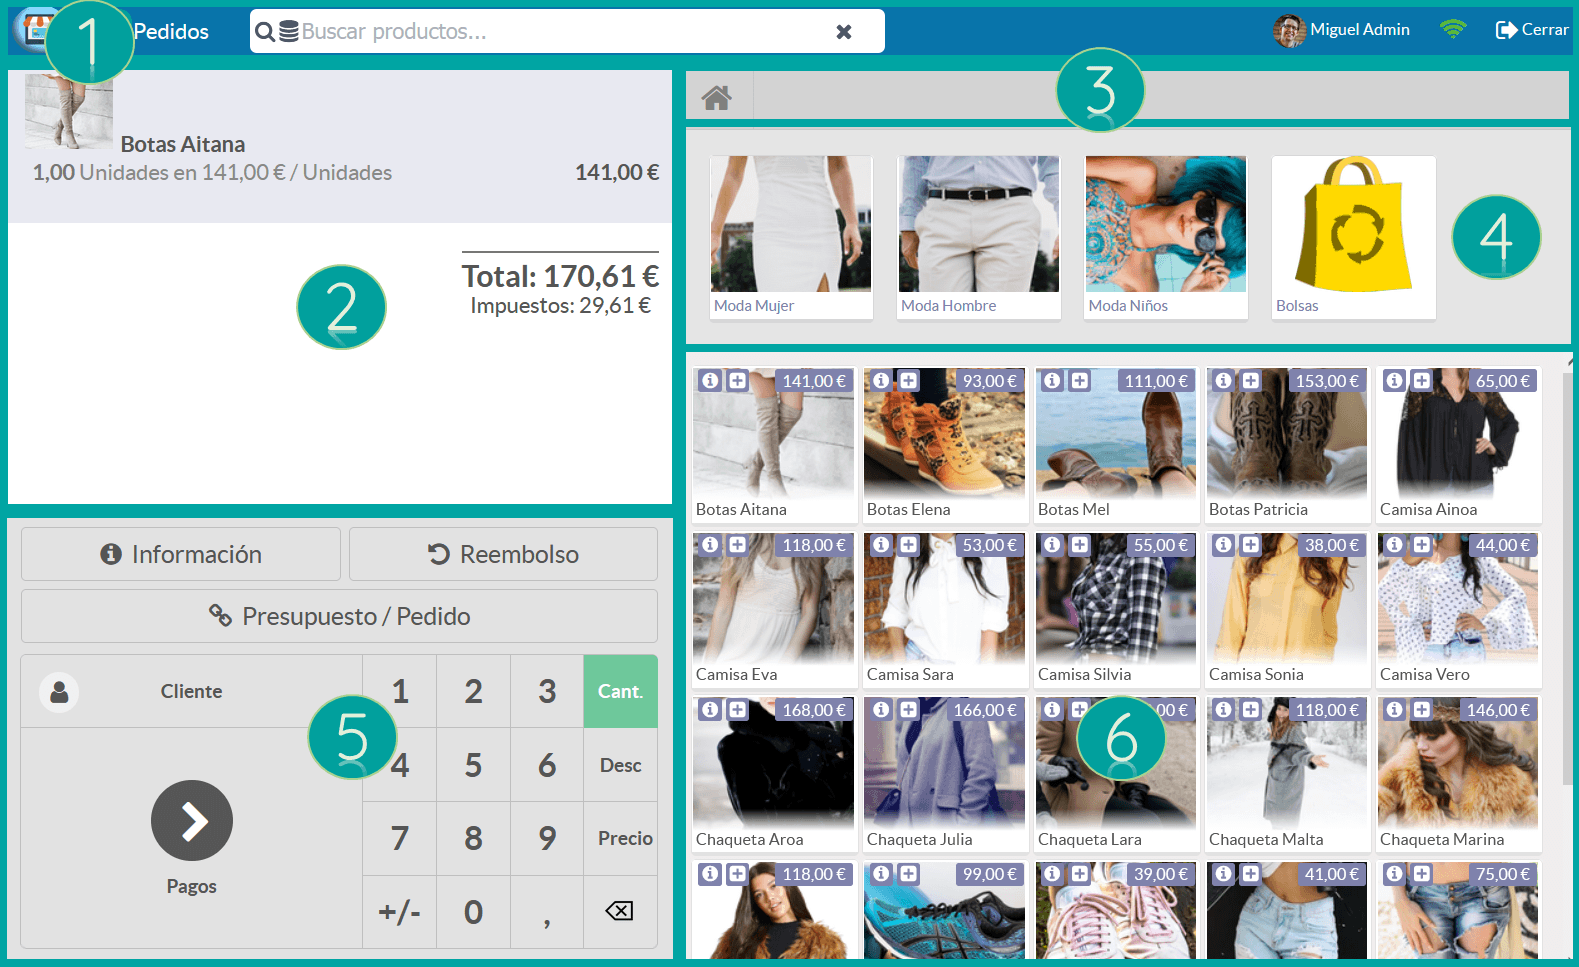 1
Pedidos
Buscar productos...
Miguel Admin
Cerrar
Botas Aitana
1,00 Unidades en 141,00 € / Unidades
141,00 €
Total: 170,61 €
Impuestos: 29,61 €
2
Información
Reembolso
Presupuesto / Pedido
Cliente
1 2 3 Cant.
5
4 5 6 Desc
7 8 9 Precio
Pagos
+/- 0 ,
3
Moda Mujer
Moda Hombre
Moda Niños
Bolsas
4
141,00 €
93,00 €
111,00 €
153,00 €
65,00 €
Botas Aitana
Botas Elena
Botas Mel
Botas Patricia
Camisa Ainoa
118,00 €
53,00 €
55,00 €
38,00 €
44,00 €
Camisa Eva
Camisa Sara
Camisa Silvia
Camisa Sonia
Camisa Vero
168,00 €
166,00 €
00 €
118,00 €
146,00 €
6
Chaqueta Aroa
Chaqueta Julia
Chaqueta Lara
Chaqueta Malta
Chaqueta Marina
118,00 €
99,00 €
39,00 €
41,00 €
75,00 €